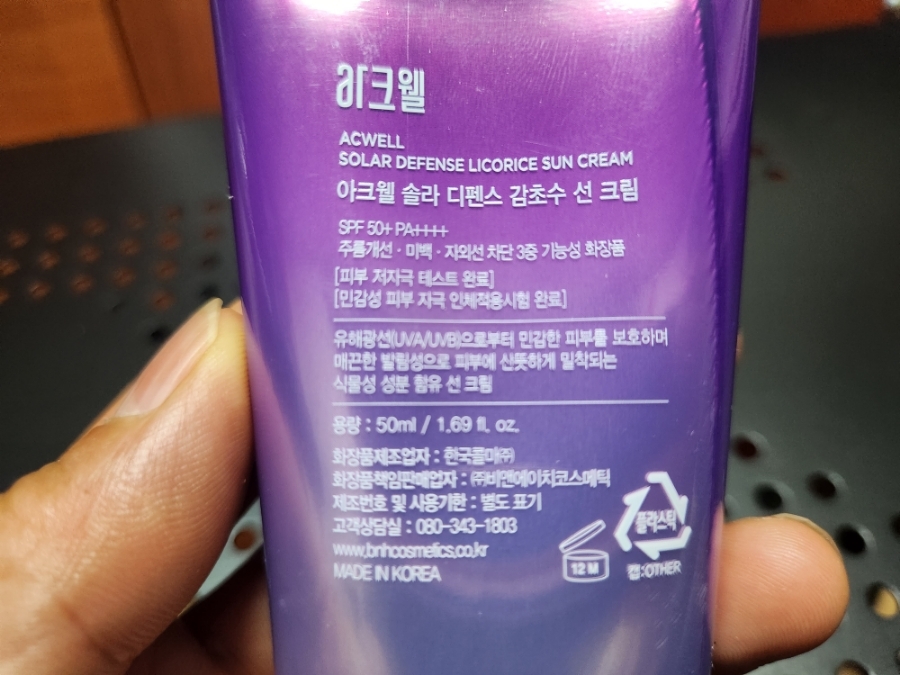 아크웰
ACWELL
SOLAR DEFENSE LICORICE SUN CREAM
아크웰 솔라 디펜스 감초수 선 크림
SPF 50+ PA++++
주름개선 · 미백 · 자외선 차단 3중 기능성 화장품
[피부 저자극 테스트 완료]
[민감성 피부 자극 인체적용시험 완료]
유해광선(UVA/UVB)으로부터 민감한 피부를 보호하며
매끈한 발림성으로 피부에 산뜻하게 밀착되는
식물성 성분 함유 선 크림
용량 : 50ml / 1.69 fl. oz.
화장품제조업자 : 한국콜마㈜
화장품책임판매업자 : ㈜비앤에이치코스메틱
제조번호 및 사용기한 : 별도 표기
고객상담실 : 080-343-1803
www.bnhcosmetics.co.kr
MADE IN KOREA
12 M
플라스틱
캡:OTHER